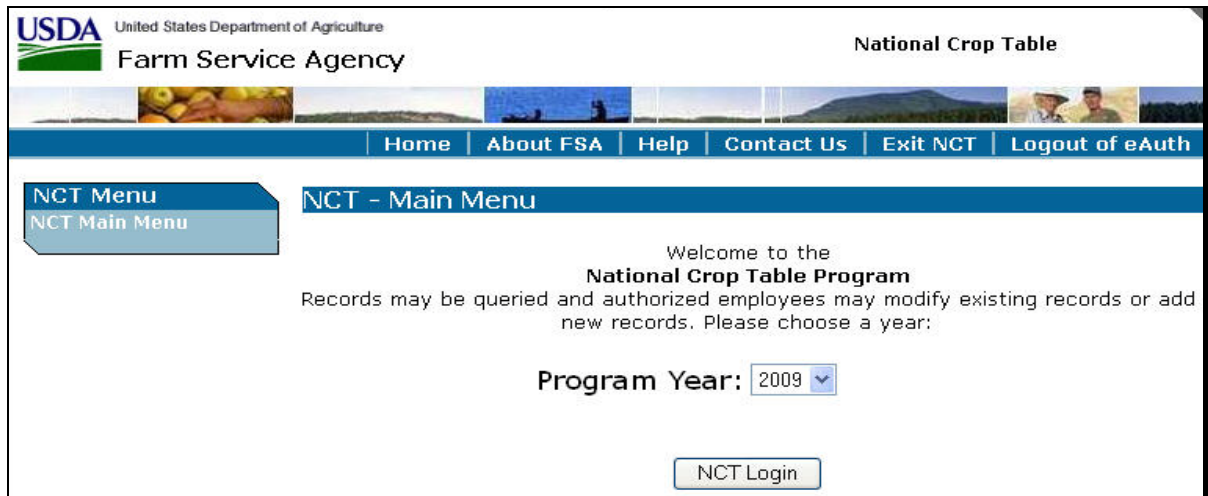 USDA
United States Department of Agriculture
Farm Service Agency
National Crop Table
Home | About FSA | Help | Contact Us | Exit NCT | Logout of eAuth
NCT Menu
NCT Main Menu
NCT - Main Menu
Welcome to the
National Crop Table Program
Records may be queried and authorized employees may modify existing records or add
new records. Please choose a year:
Program Year: 2009
NCT Login